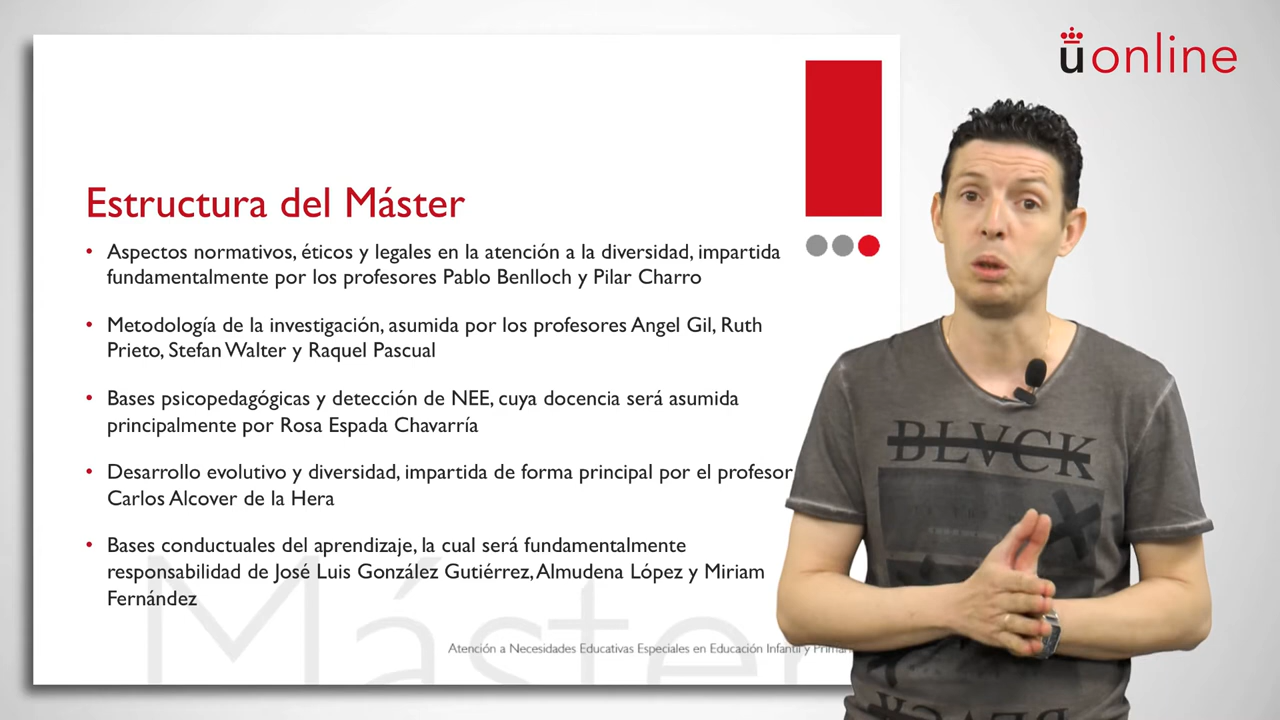 uonline
Estructura del Máster
• Aspectos normativos, éticos y legales en la atención a la diversidad, impartida
fundamentalmente por los profesores Pablo Benlloch y Pilar Charro
• Metodología de la investigación, asumida por los profesores Angel Gil, Ruth
Prieto, Stefan Walter y Raquel Pascual
• Bases psicopedagógicas y detección de NEE, cuya docencia será asumida
principalmente por Rosa Espada Chavarría
• Desarrollo evolutivo y diversidad, impartida de forma principal por el profesor
Carlos Alcover de la Hera
• Bases conductuales del aprendizaje, la cual será fundamentalmente
responsabilidad de José Luis González Gutiérrez, Almudena López y Miriam
Fernández
Máster
Atención a Necesidades Educativas Especiales en Educación Infantil y Primaria
BLVCK